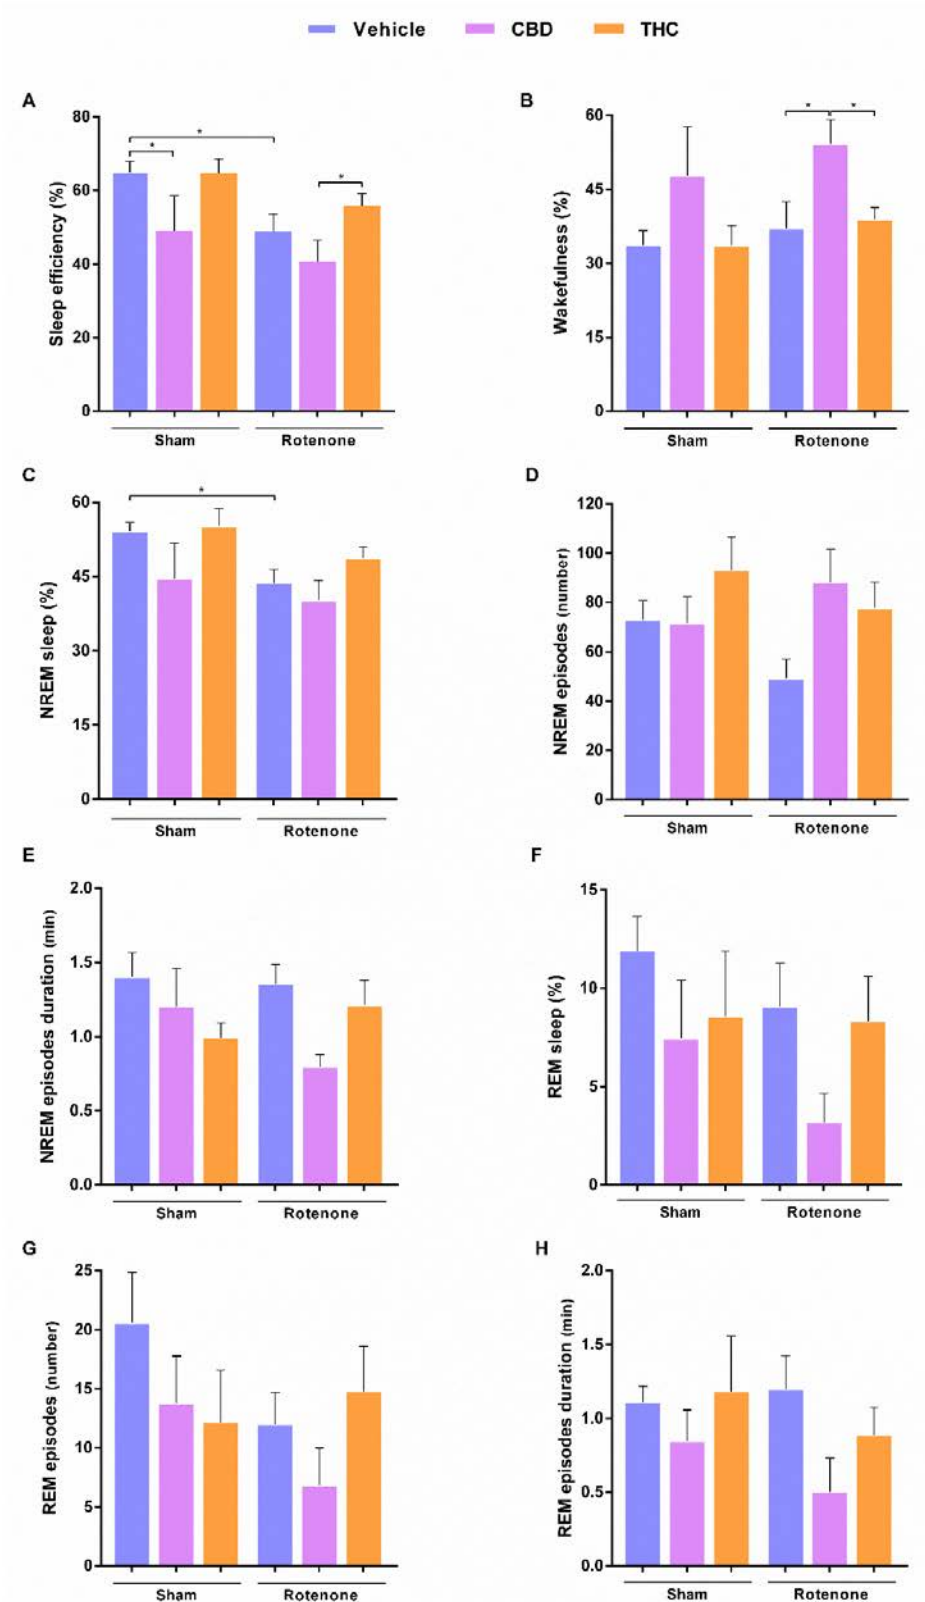 Vehicle CBD THC
A
B
Sleep efficiency (%)
80
60
40
20
0
* * *
Sham Rotenone
Wakefulness (%)
60
45
30
15
0
* *
Sham Rotenone
C
D
NREM sleep (%)
60
45
30
15
0
*
Sham Rotenone
NREM episodes (number)
120
100
80
60
40
20
0
Sham Rotenone
E
F
NREM episodes duration (min)
2.0
1.5
1.0
0.5
0.0
Sham Rotenone
REM sleep (%)
15
10
5
0
Sham Rotenone
G
H
REM episodes (number)
25
20
15
10
5
0
Sham Rotenone
REM episodes duration (min)
2.0
1.5
1.0
0.5
0.0
Sham Rotenone